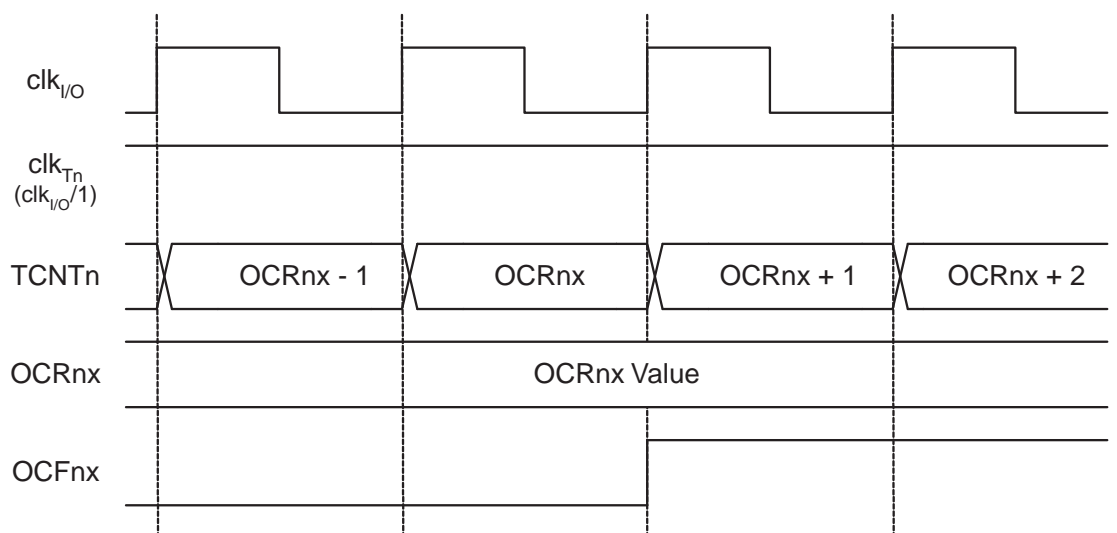 clkI/O
clkTn
(clkI/O/1)
TCNTn
OCRnx - 1
OCRnx
OCRnx + 1
OCRnx + 2
OCRnx
OCRnx Value
OCFnx